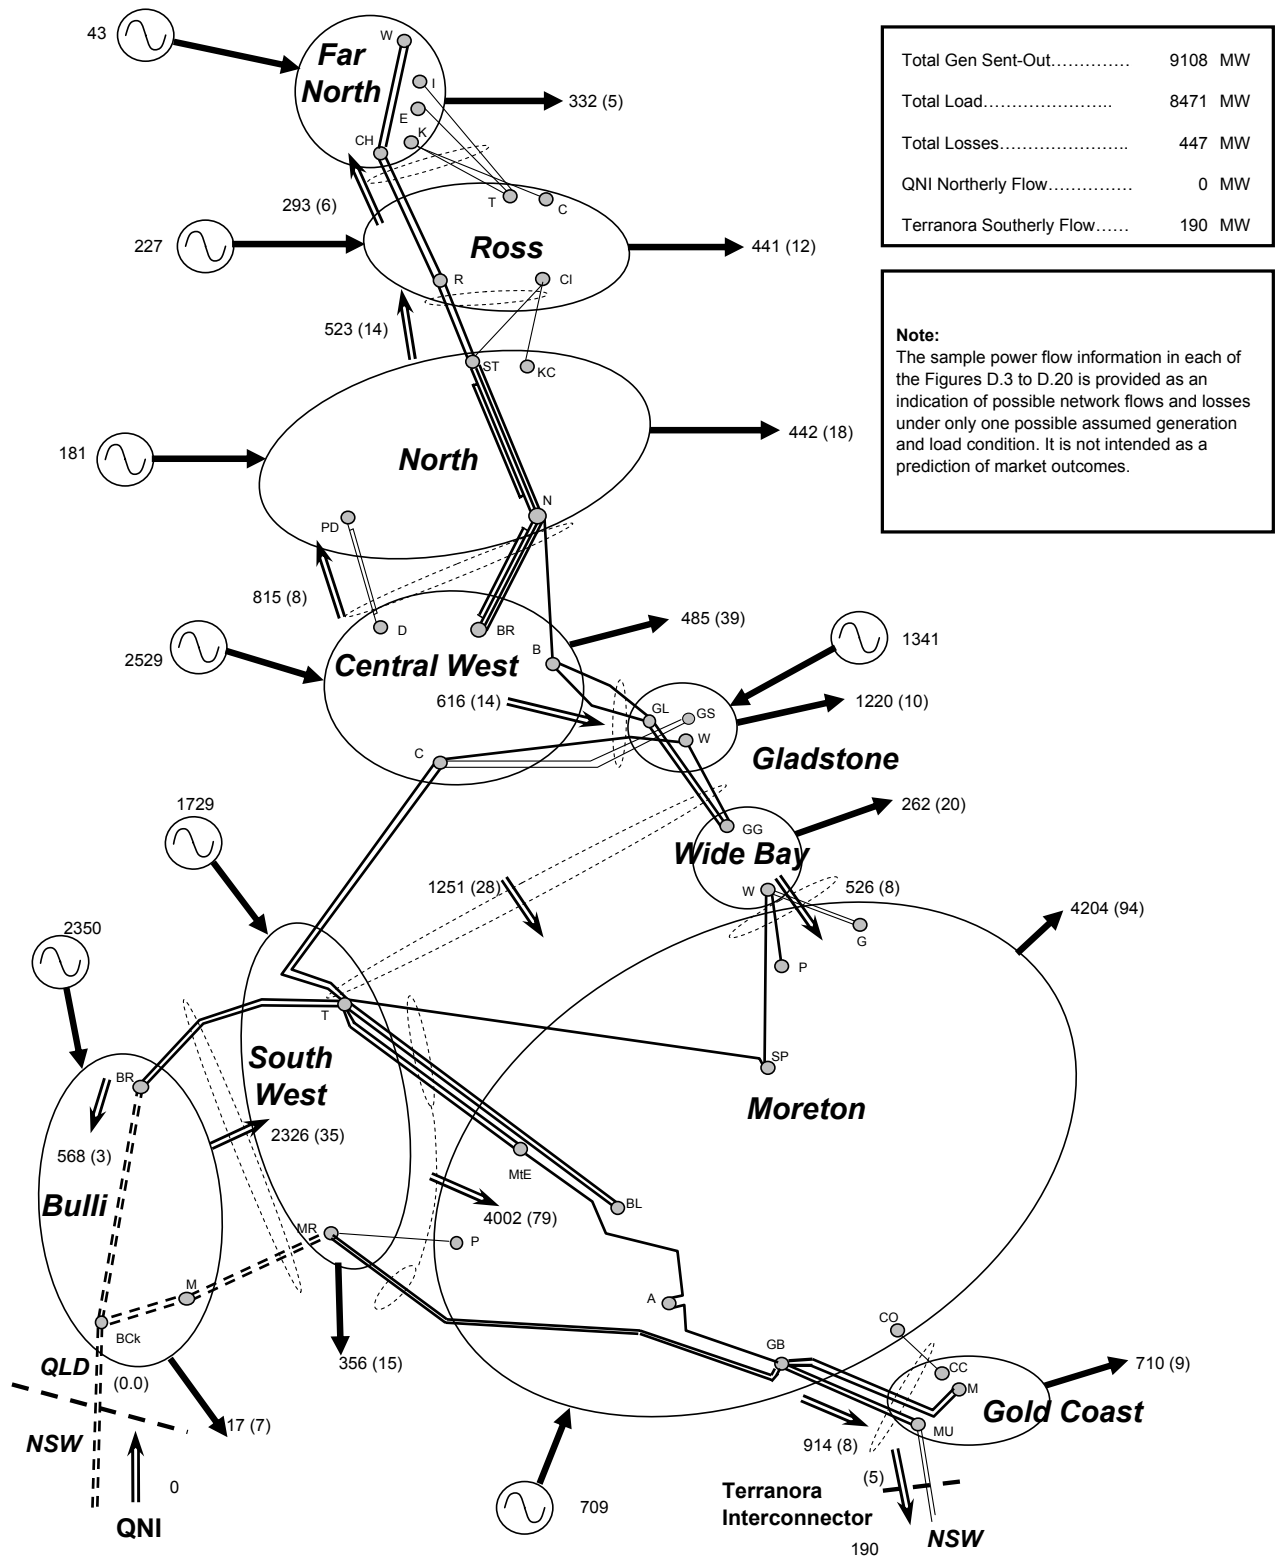 43
Far
North
W
I
E
K
CH
332 (5)
293 (6)
T
C
227
Ross
441 (12)
R
CI
523 (14)
ST
KC
181
North
442 (18)
N
PD
815 (8)
D
BR
485 (39)
2529
Central West
B
1341
616 (14)
GL
GS
W
1220 (10)
C
Gladstone
1729
GG
262 (20)
Wide Bay
1251 (28)
W
526 (8)
G
4204 (94)
2350
P
T
SP
BR
South
West
Moreton
568 (3)
2326 (35)
MtE
Bulli
BL
4002 (79)
MR
P
M
A
BCk
CO
QLD
(0.0)
356 (15)
GB
CC
710 (9)
M
17 (7)
Gold Coast
NSW
MU
914 (8)
(5)
0
709
Terranora
Interconnector
QNI
NSW
190
Total Gen Sent-Out………….. 9108 MW
Total Load………………….. 8471 MW
Total Losses………………….. 447 MW
QNI Northerly Flow…………… 0 MW
Terranora Southerly Flow…… 190 MW
Note:
The sample power flow information in each of
the Figures D.3 to D.20 is provided as an
indication of possible network flows and losses
under only one possible assumed generation
and load condition. It is not intended as a
prediction of market outcomes.